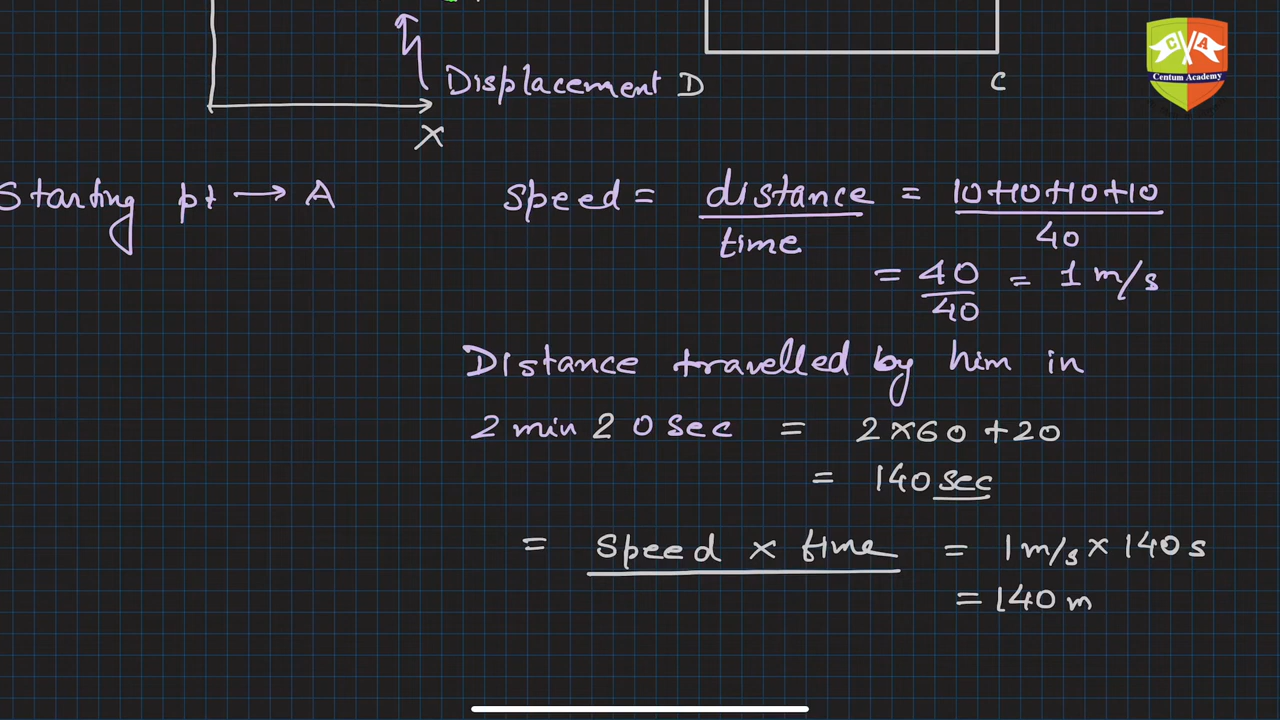 C A
Centum Academy
Displacement D C
X
Starting pt → A
Speed = distance / time = 10+10+10+10 / 40
= 40 / 40 = 1 m/s
Distance travelled by him in
2 min 20 sec = 2×60 +20
= 140 sec
= Speed × time = 1 m/s × 140 s
= 140 m